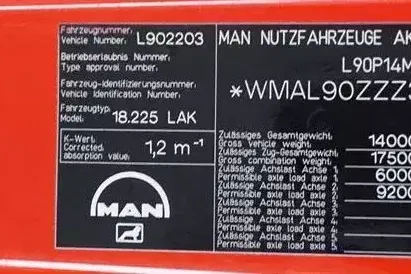 Fahrzeugnummer:
Vehicle Number: L902203
Betriebserlaubnis Nummer:
Type approval number:
Fahrzeug-Identifizierungsnummer:
Vehicle Identification Number:
Fahrzeugtyp:
Model: 18.225 LAK
K-Wert:
Corrected
absorption value: 1,2 m⁻¹
MAN
MAN NUTZFAHRZEUGE AK
L90P14M
*WMAL90ZZZ
Zulässiges Gesamtgewicht
Gross vehicle weight 14000
Zulässiges Zug-Gesamtgewicht
Gross combination weight 17500
Zulässige Achslast Achse 1
Permissible axle load axle 1 6000
Zulässige Achslast Achse 2
Permissible axle load axle 2 9200
Zulässige Achslast Achse 3
Permissible axle load axle 3
Zulässige Achslast Achse 4
Permissible axle load axle 4
Zulässige Achslast Achse 5
Permissible axle load axle 5